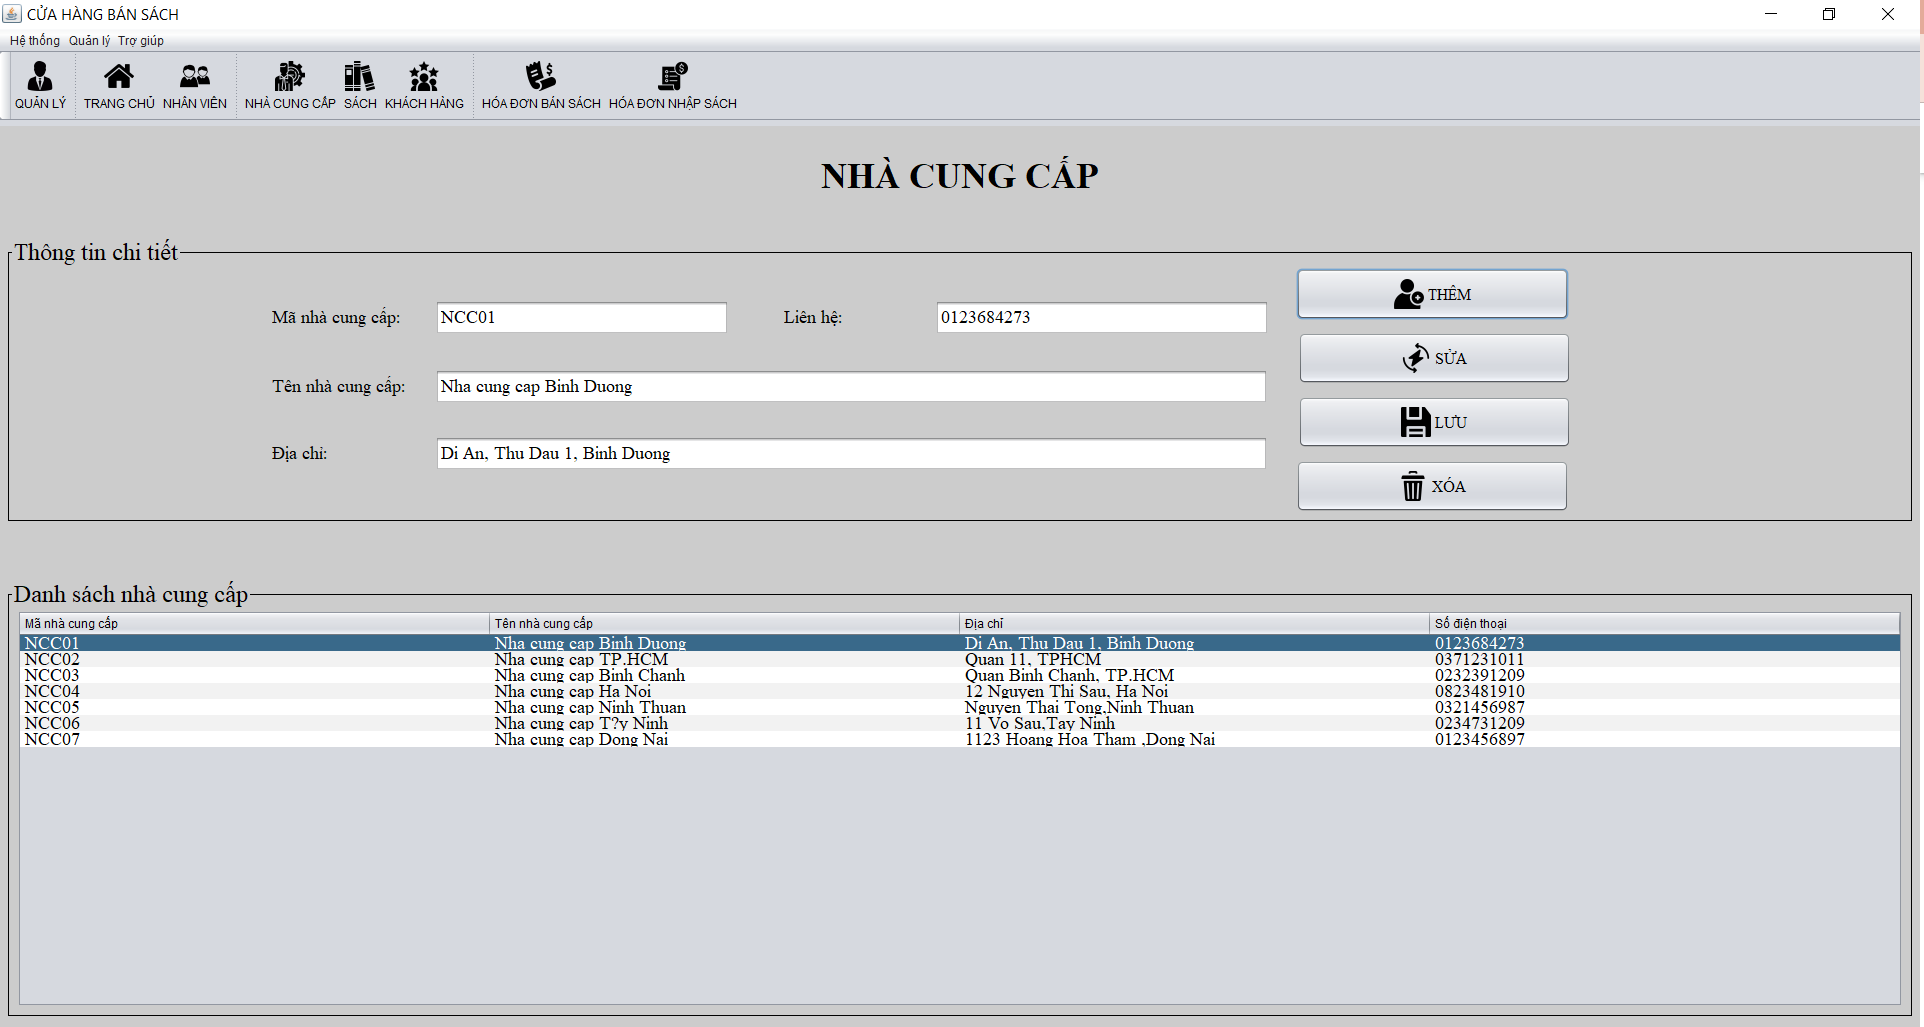 CỬA HÀNG BÁN SÁCH
Hệ thống Quản lý Trợ giúp
QUẢN LÝ TRANG CHỦ NHÂN VIÊN NHÀ CUNG CẤP SÁCH KHÁCH HÀNG HÓA ĐƠN BÁN SÁCH HÓA ĐƠN NHẬP SÁCH
NHÀ CUNG CẤP
Thông tin chi tiết
Mã nhà cung cấp: NCC01 Liên hệ: 0123684273
THÊM
SỬA
Tên nhà cung cấp: Nha cung cap Binh Duong
LƯU
Địa chỉ: Di An, Thu Dau 1, Binh Duong
XÓA
Danh sách nhà cung cấp
Mã nhà cung cấp Tên nhà cung cấp Địa chỉ Số điện thoại
NCC01 Nha cung cap Binh Duong Di An, Thu Dau 1, Binh Duong 0123684273
NCC02 Nha cung cap TP.HCM Quan 11, TPHCM 0371231011
NCC03 Nha cung cap Binh Chanh Quan Binh Chanh, TP.HCM 0232391209
NCC04 Nha cung cap Ha Noi 12 Nguyen Thi Sau, Ha Noi 0823481910
NCC05 Nha cung cap Ninh Thuan Nguyen Thai Tong,Ninh Thuan 0321456987
NCC06 Nha cung cap T?y Ninh 11 Vo Sau,Tay Ninh 0234731209
NCC07 Nha cung cap Dong Nai 1123 Hoang Hoa Tham ,Dong Nai 0123456897